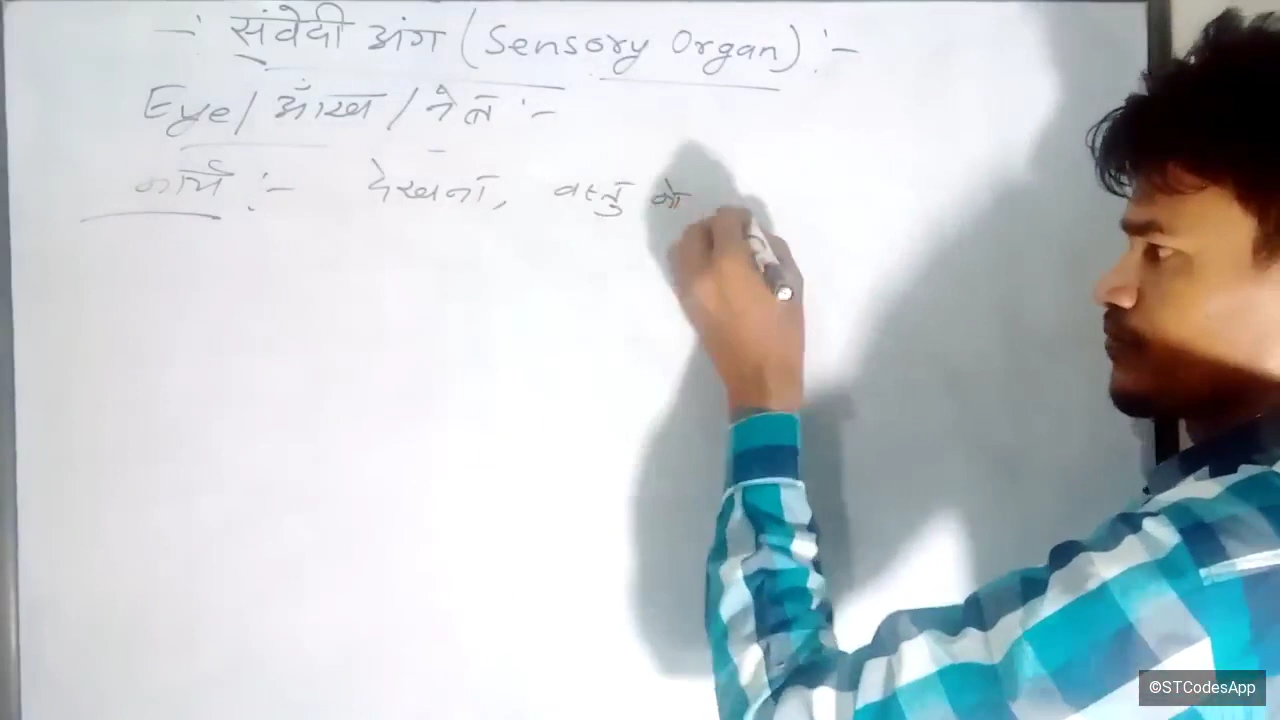 -: संवेदी अंग (Sensory Organ) :-
Eye/ आँख / नेत्र :-
कार्य :- देखना, वस्तु को
©STCodesApp